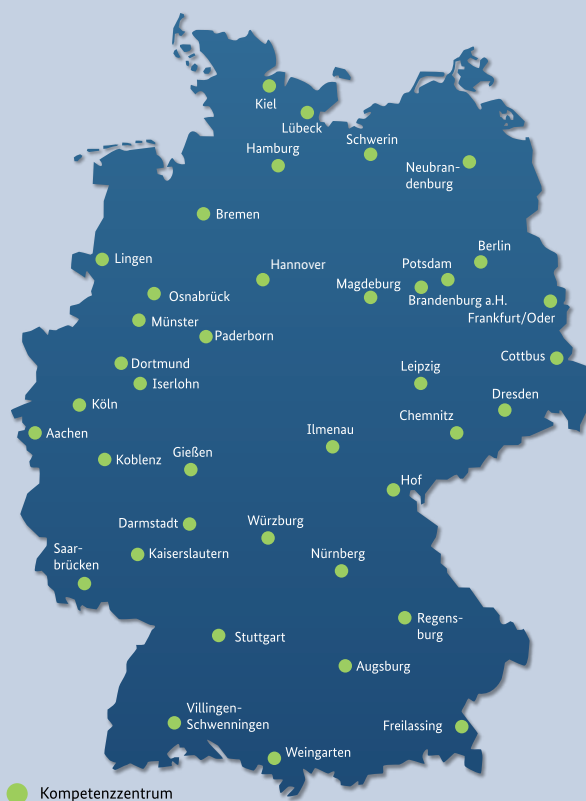 Kiel
Lübeck
Hamburg
Schwerin
Neubran-
denburg
Bremen
Lingen
Hannover
Berlin
Potsdam
Magdeburg
Osnabrück
Brandenburg a.H.
Frankfurt/Oder
Münster
Paderborn
Cottbus
Dortmund
Leipzig
Iserlohn
Dresden
Köln
Chemnitz
Aachen
Ilmenau
Gießen
Koblenz
Hof
Darmstadt
Würzburg
Saar-
brücken
Kaiserslautern
Nürnberg
Regens-
burg
Stuttgart
Augsburg
Villingen-
Schwenningen
Freilassing
Weingarten
Kompetenzzentrum